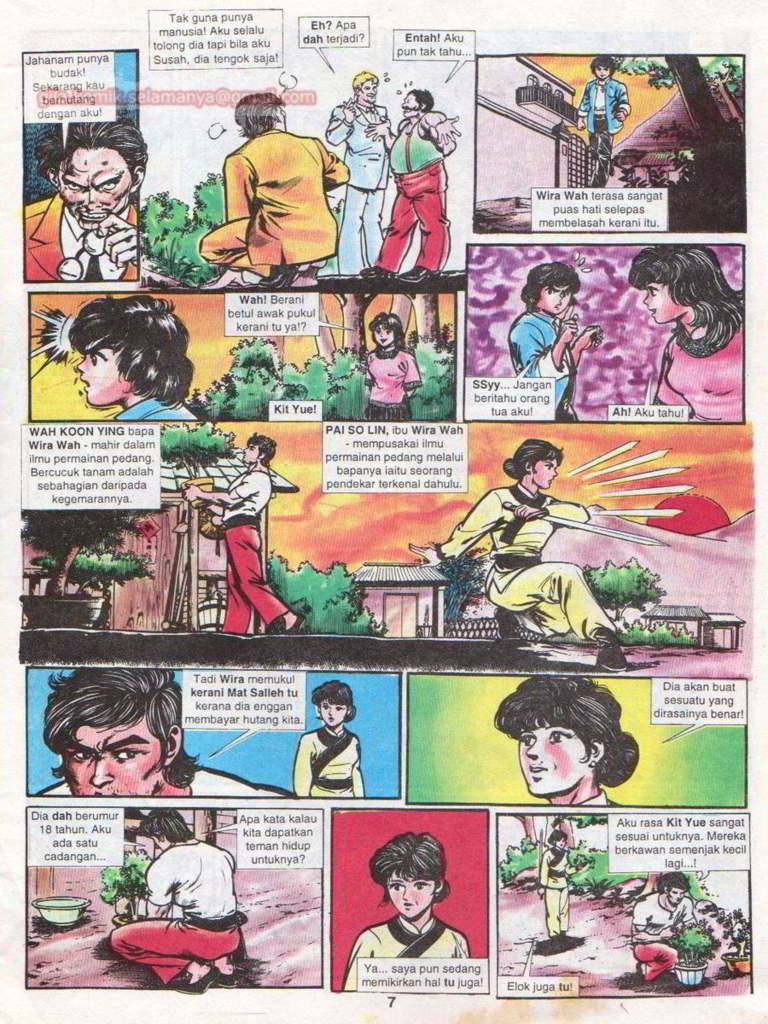 Jahanam punya
budak!
Sekarang kau
berhutang
dengan aku!
Tak guna punya
manusia! Aku selalu
tolong dia tapi bila aku
Susah, dia tengok saja!
Eh? Apa
dah terjadi?
Entah! Aku
pun tak tahu...
Wira Wah terasa sangat
puas hati selepas
membelasah kerani itu.
Wah! Berani
betul awak pukul
kerani tu ya!?
Kit Yue!
SSyy... Jangan
beritahu orang
tua aku!
Ah! Aku tahu!
WAH KOON YING bapa
Wira Wah - mahir dalam
ilmu permainan pedang.
Bercucuk tanam adalah
sebahagian daripada
kegemarannya.
PAI SO LIN, ibu Wira Wah
- mempusakai ilmu
permainan pedang melalui
bapanya iaitu seorang
pendekar terkenal dahulu.
Tadi Wira memukul
kerani Mat Salleh tu
kerana dia enggan
membayar hutang kita.
Dia akan buat
sesuatu yang
dirasainya benar!
Dia dah berumur
18 tahun. Aku
ada satu
cadangan...
Apa kata kalau
kita dapatkan
teman hidup
untuknya?
Ya... saya pun sedang
memikirkan hal tu juga!
Aku rasa Kit Yue sangat
sesuai untuknya. Mereka
berkawan semenjak kecil
lagi...!
Elok juga tu!
7